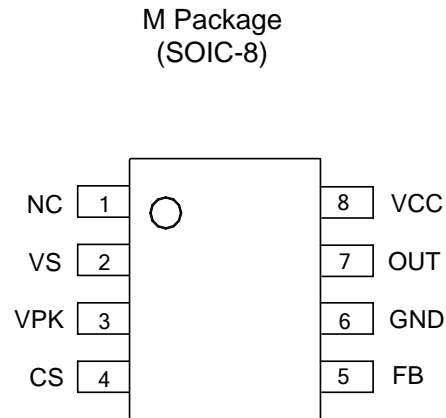 M Package
(SOIC-8)
NC 1 8 VCC
VS 2 7 OUT
VPK 3 6 GND
CS 4 5 FB